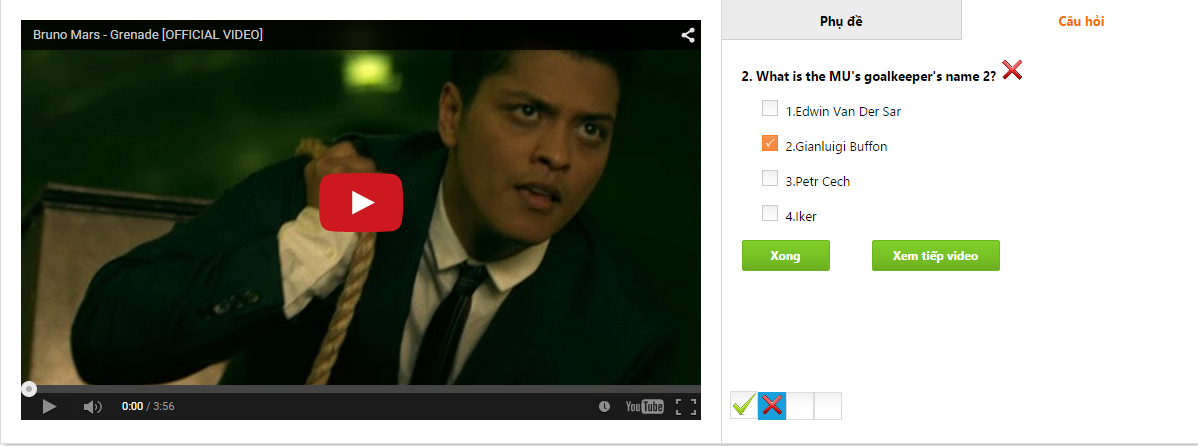 Bruno Mars - Grenade [OFFICIAL VIDEO]
0:00 / 3:56
YouTube
Phụ đề
Câu hỏi
2. What is the MU's goalkeeper's name 2?
1.Edwin Van Der Sar
2.Gianluigi Buffon
3.Petr Cech
4.Iker
Xong
Xem tiếp video